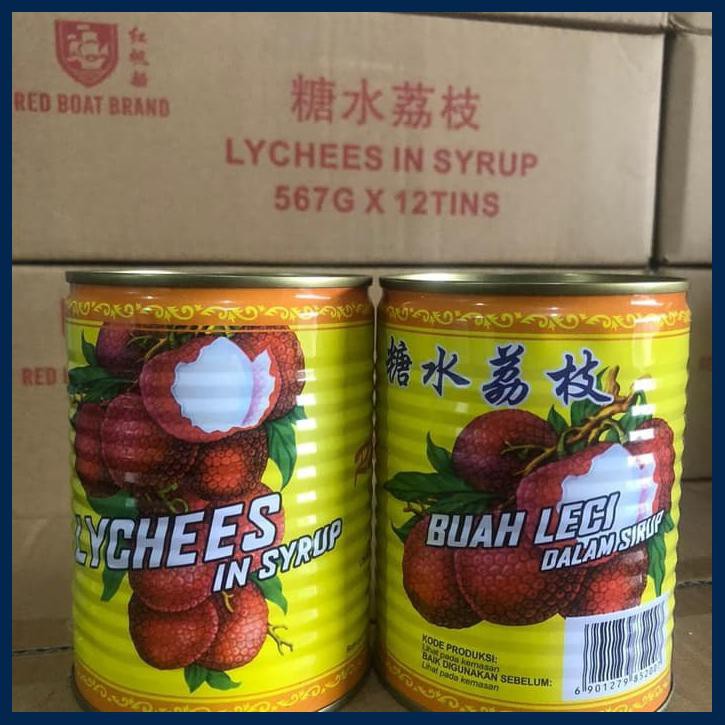 红帆船
RED BOAT BRAND
糖水荔枝
LYCHEES IN SYRUP
567G X 12TINS
RED
LYCHEES
IN SYRUP
糖水荔枝
BUAH LECI
DALAM SIRUP
KODE PRODUKSI:
Lihat pada kemasan
BAIK DIGUNAKAN SEBELUM:
Lihat pada kemasan